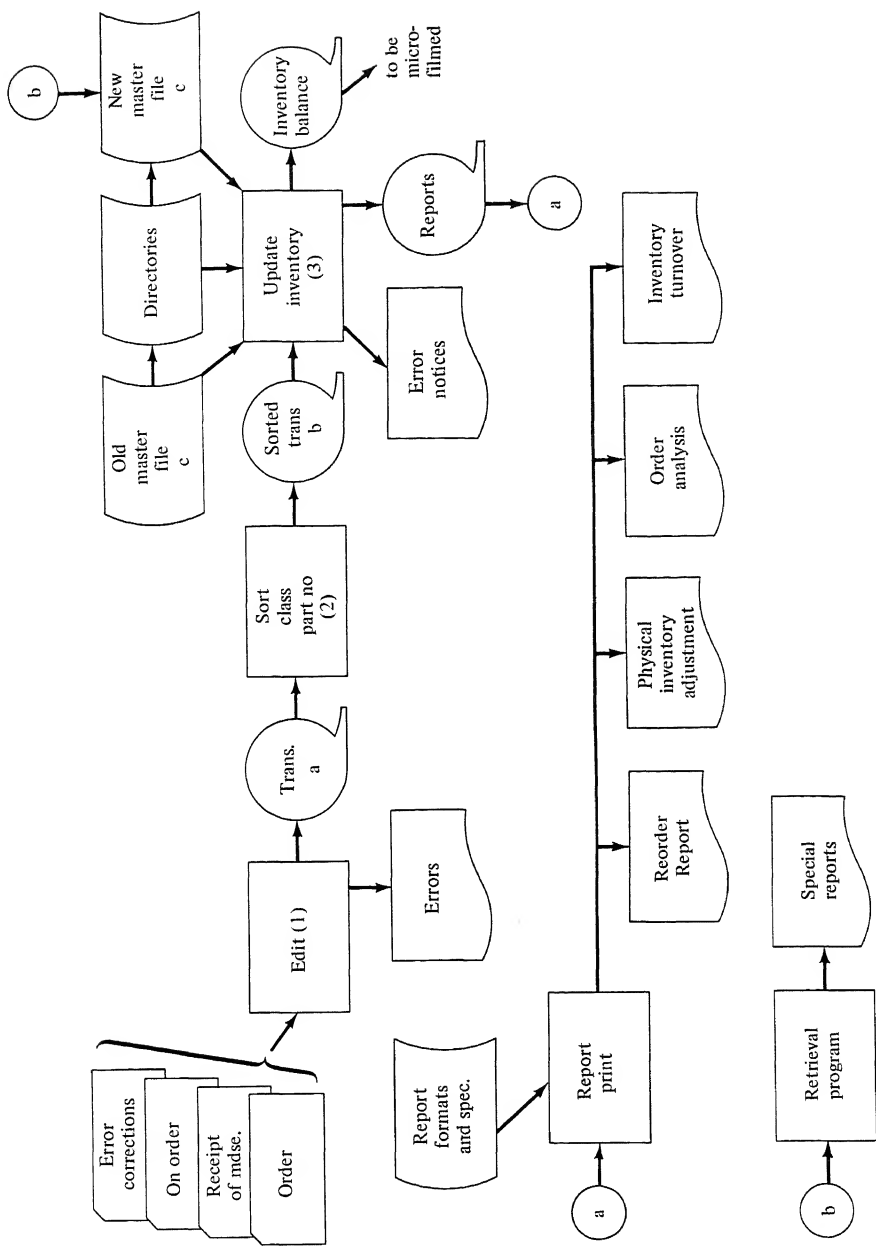 Error
corrections
On order
Receipt
of mdse.
Order
Edit (1)
Errors
Trans.
a
Sort
class
part no
(2)
Sorted
trans
b
Old
master
file
c
Directories
New
master
file
c
b
Update
inventory
(3)
Inventory
balance
to be
micro-
filmed
Error
notices
Reports
a
Report
formats
and spec.
a
Report
print
Reorder
Report
Physical
inventory
adjustment
Order
analysis
Inventory
turnover
b
Retrieval
program
Special
reports